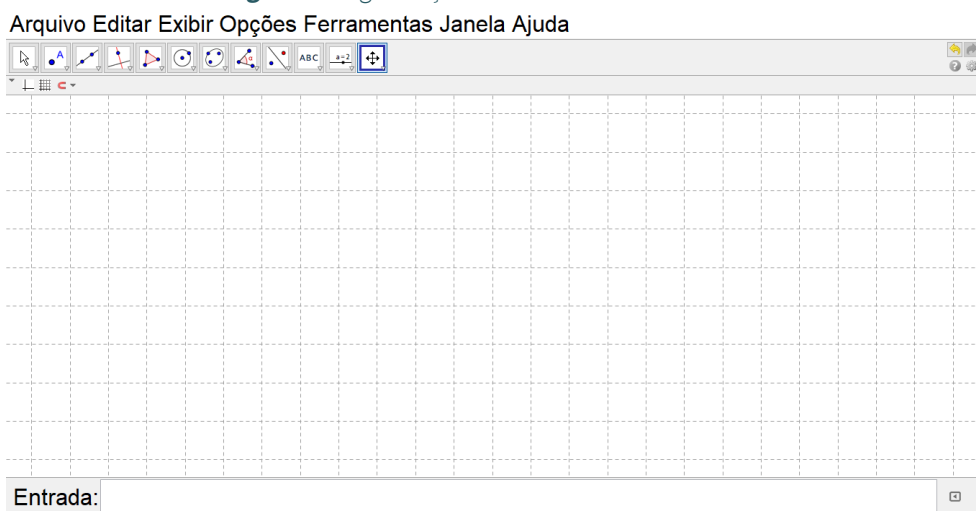 Arquivo Editar Exibir Opções Ferramentas Janela Ajuda
A α ABC a=2
Entrada: